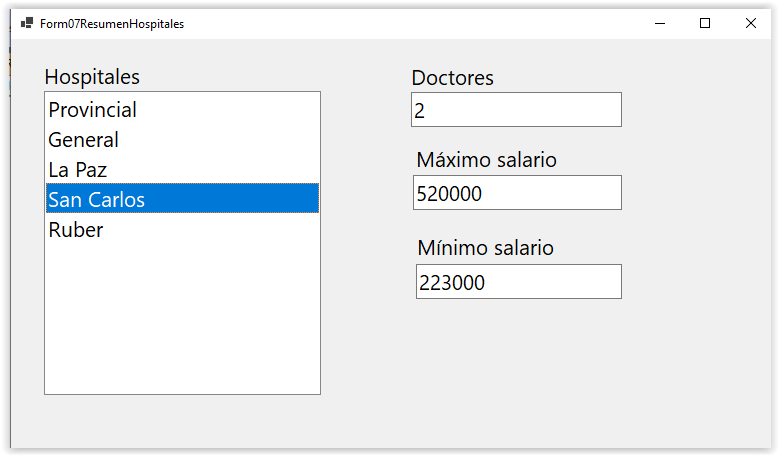 Form07ResumenHospitales
Hospitales
Provincial
General
La Paz
San Carlos
Ruber
Doctores
2
Máximo salario
520000
Mínimo salario
223000